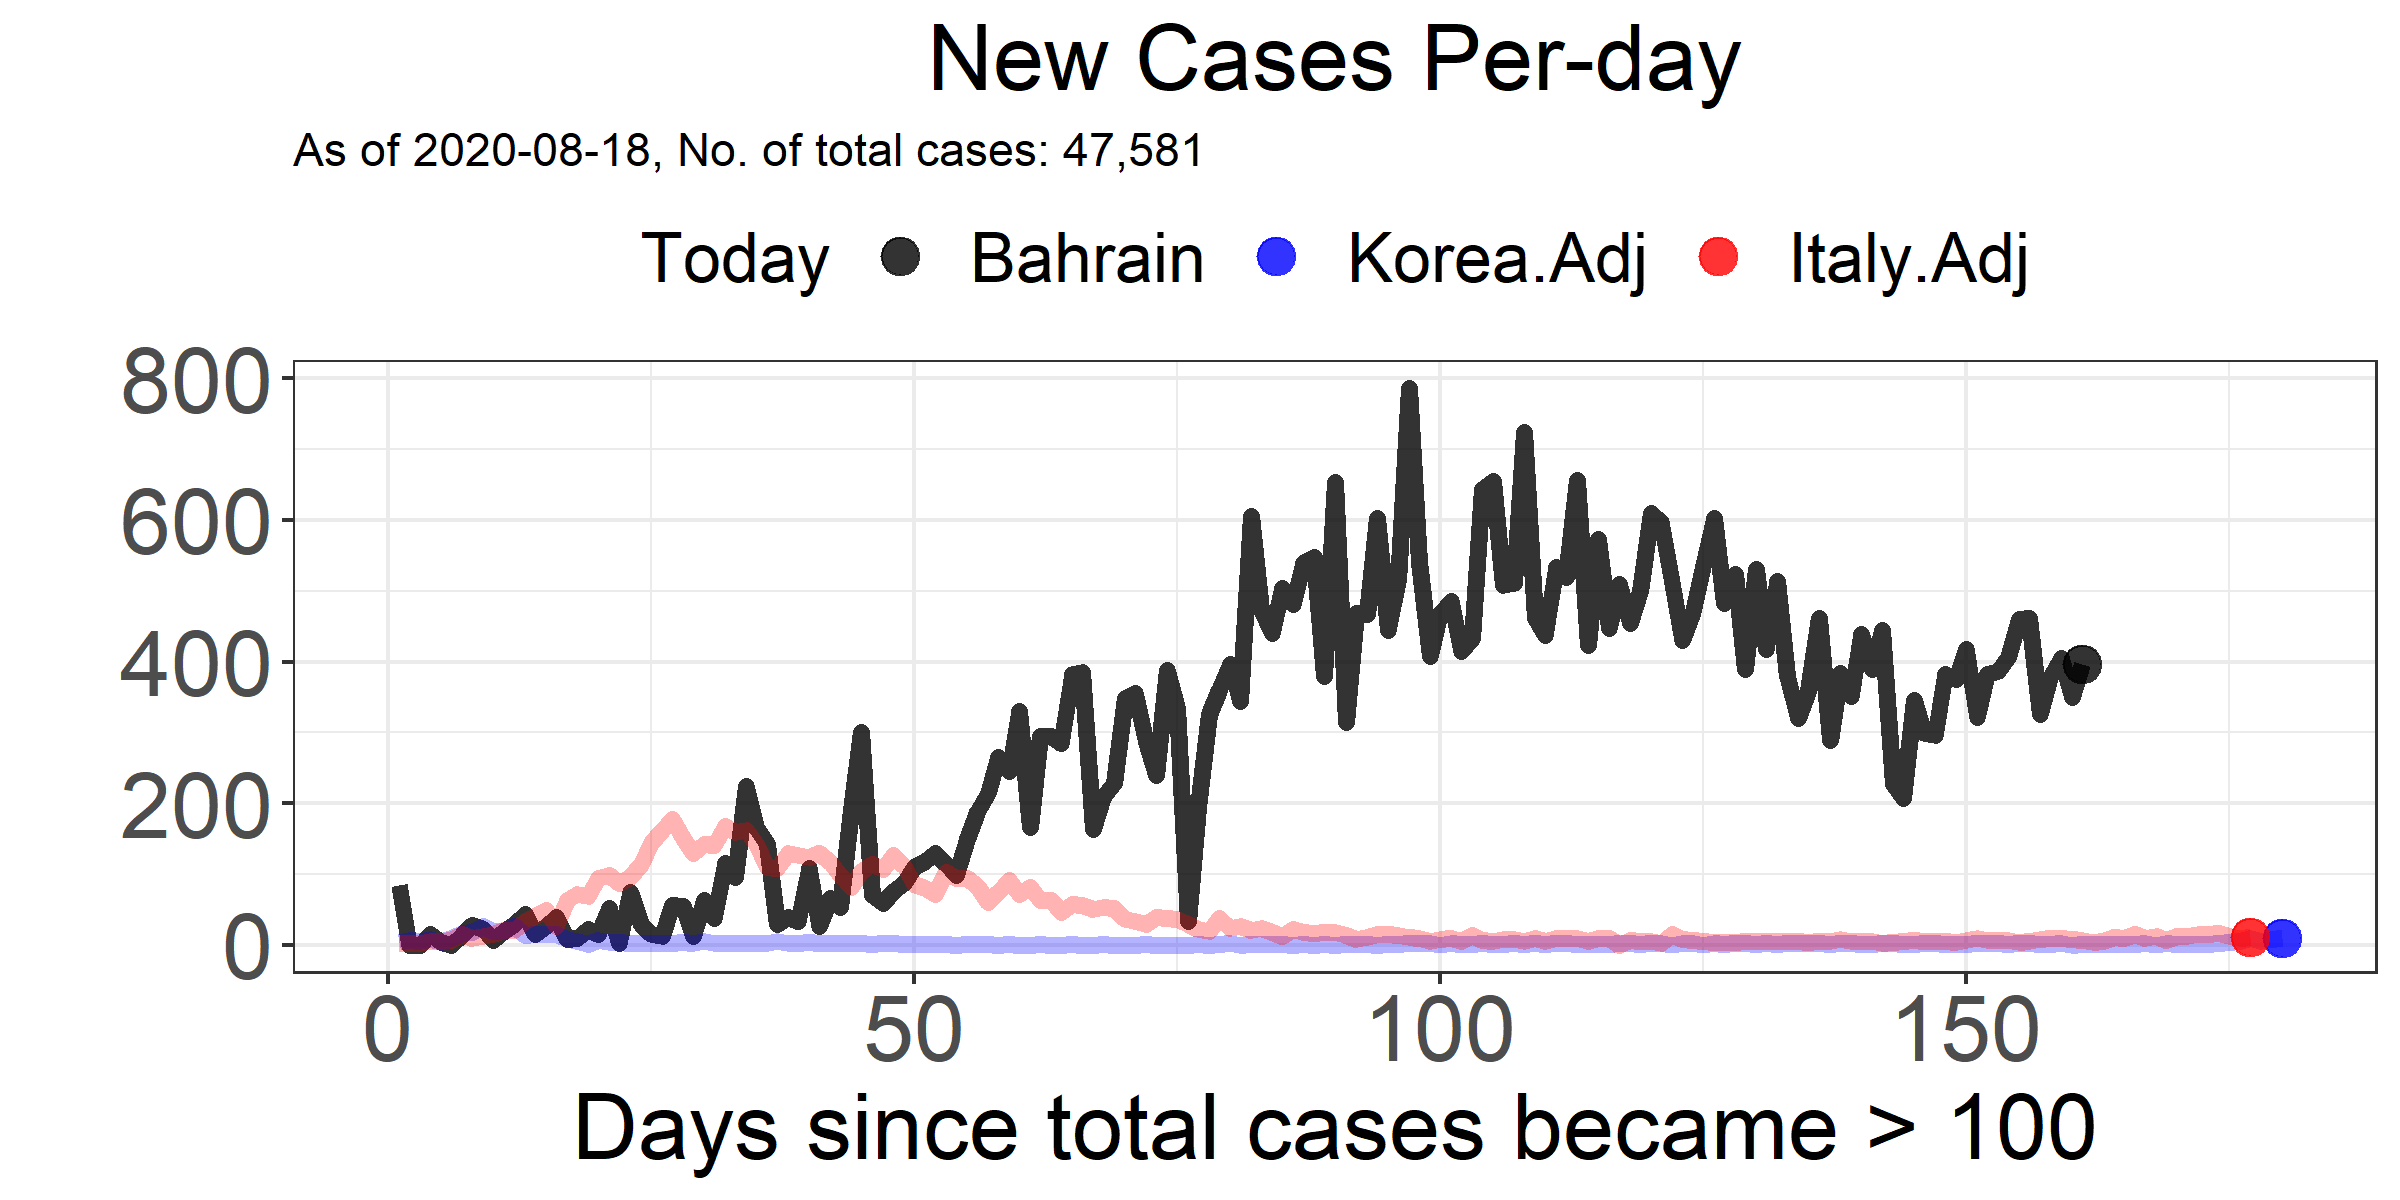 New Cases Per-day
As of 2020-08-18, No. of total cases: 47,581
Today Bahrain Korea.Adj Italy.Adj
800
600
400
200
0
0 50 100 150
Days since total cases became > 100